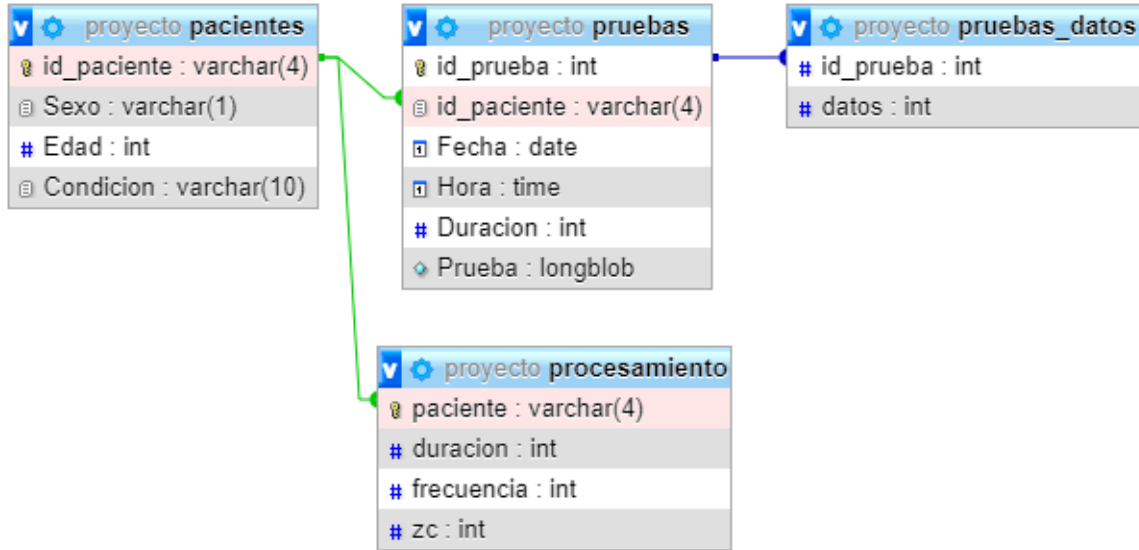 v proyecto pacientes
id_paciente : varchar(4)
Sexo : varchar(1)
# Edad : int
Condicion : varchar(10)
v proyecto pruebas
id_prueba : int
id_paciente : varchar(4)
Fecha : date
Hora : time
# Duracion : int
Prueba : longblob
v proyecto pruebas_datos
# id_prueba : int
# datos : int
v proyecto procesamiento
paciente : varchar(4)
# duracion : int
# frecuencia : int
# zc : int